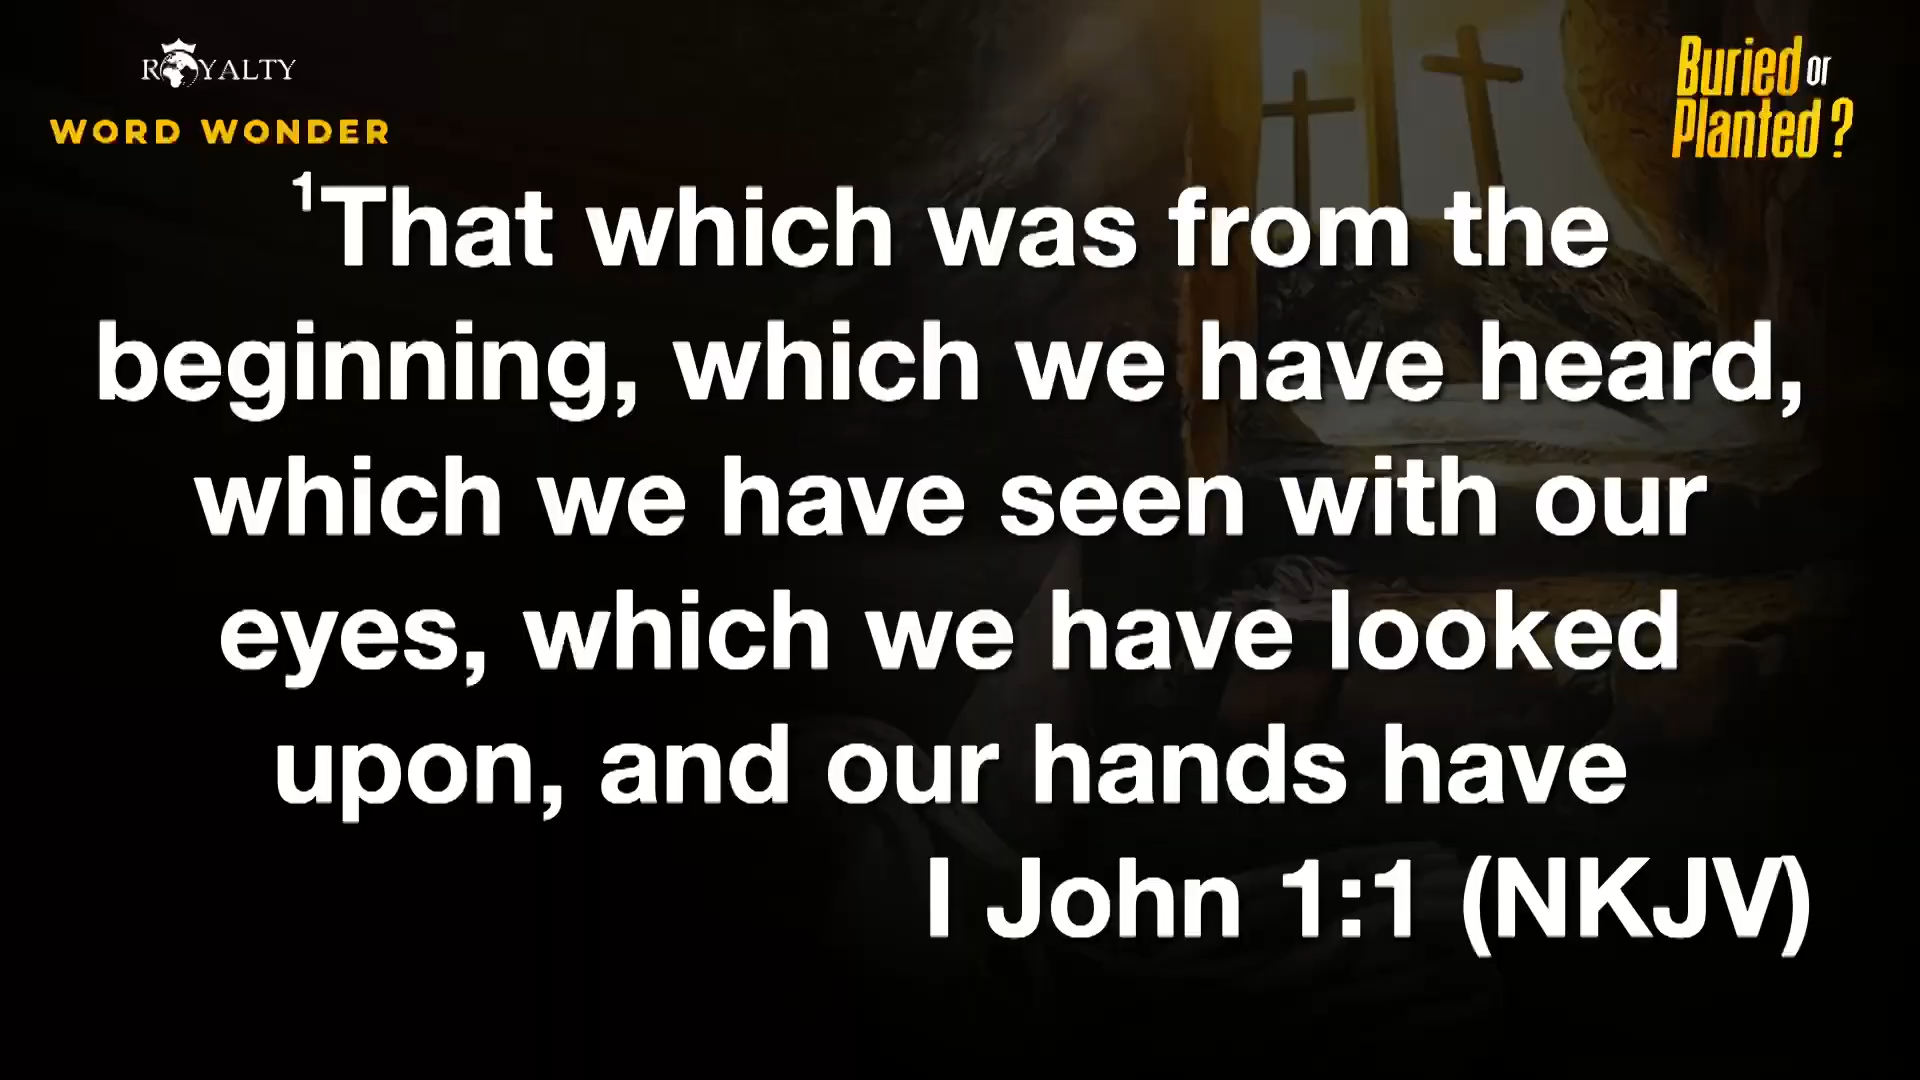 ROYALTY
WORD WONDER
Buried or
Planted ?
¹That which was from the
beginning, which we have heard,
which we have seen with our
eyes, which we have looked
upon, and our hands have
I John 1:1 (NKJV)